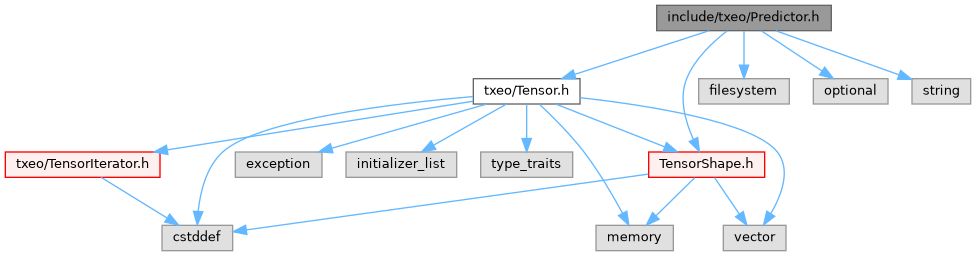 include/txeo/Predictor.h
txeo/Tensor.h
filesystem
optional
string
txeo/TensorIterator.h
exception
initializer_list
type_traits
TensorShape.h
cstddef
memory
vector